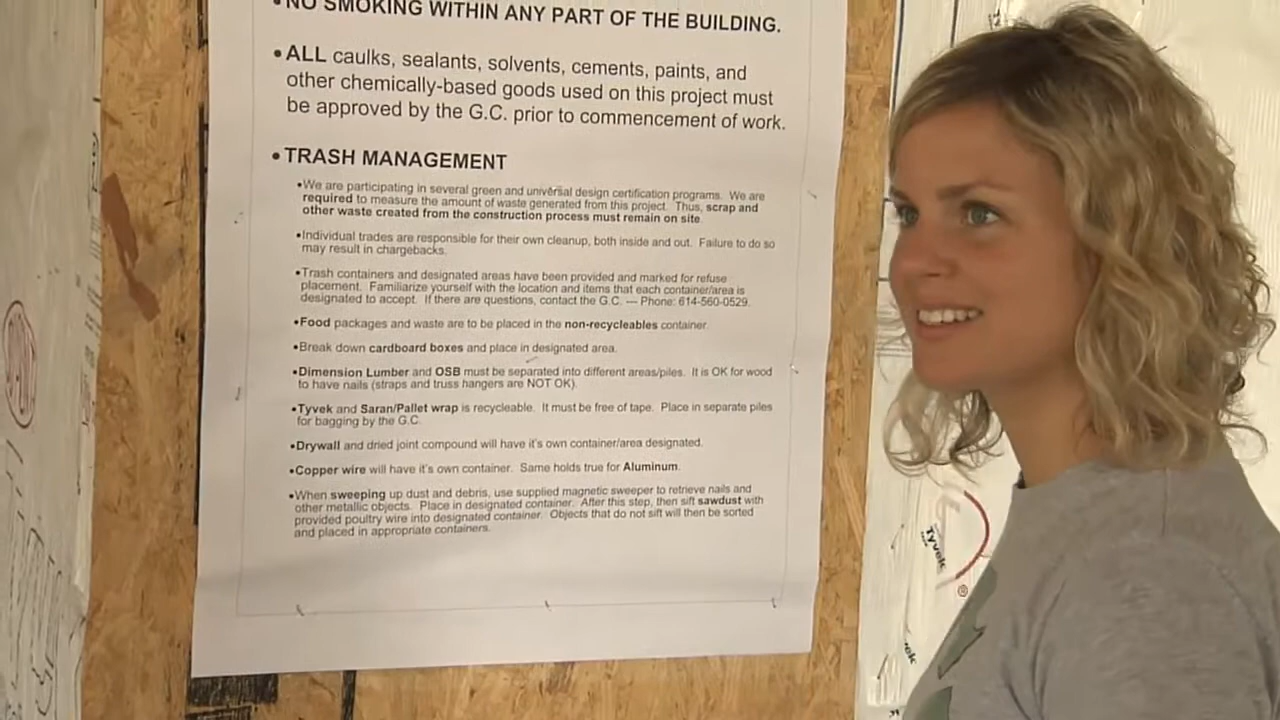 •NO SMOKING WITHIN ANY PART OF THE BUILDING.
•ALL caulks, sealants, solvents, cements, paints, and
other chemically-based goods used on this project must
be approved by the G.C. prior to commencement of work.
•TRASH MANAGEMENT
•We are participating in several green and universal design certification programs. We are
required to measure the amount of waste generated from this project. Thus, scrap and
other waste created from the construction process must remain on site.
•Individual trades are responsible for their own cleanup, both inside and out. Failure to do so
may result in chargebacks.
•Trash containers and designated areas have been provided and marked for refuse
placement. Familiarize yourself with the location and items that each container/area is
designated to accept. If there are questions, contact the G.C. — Phone: 614-560-0529.
•Food packages and waste are to be placed in the non-recycleables container.
•Break down cardboard boxes and place in designated area.
•Dimension Lumber and OSB must be separated into different areas/piles. It is OK for wood
to have nails (straps and truss hangers are NOT OK).
•Tyvek and Saran/Pallet wrap is recycleable. It must be free of tape. Place in separate piles
for bagging by the G.C.
•Drywall and dried joint compound will have it's own container/area designated.
•Copper wire will have it's own container. Same holds true for Aluminum.
•When sweeping up dust and debris, use supplied magnetic sweeper to retrieve nails and
other metallic objects. Place in designated container. After this step, then sift sawdust with
provided poultry wire into designated container. Objects that do not sift will then be sorted
and placed in appropriate containers.
Tyvek
®